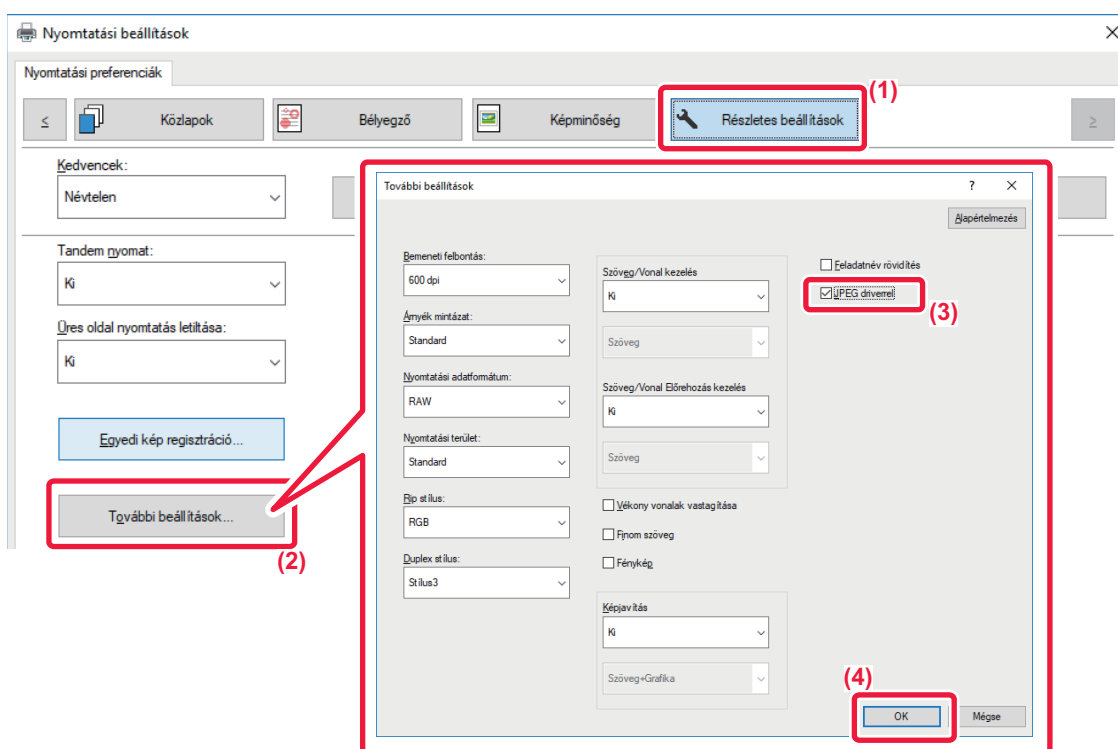 Nyomtatási beállítások
Nyomtatási preferenciák
(1)
≤
Közlapok
Bélyegző
Képminőség
Részletes beállítások
≥
Kedvencek:
Névtelen
Tandem nyomat:
Ki
Üres oldal nyomtatás letiltása:
Ki
Egyedi kép regisztráció...
További beállítások...
(2)
További beállítások
?
Alapértelmezés
Bemeneti felbontás:
600 dpi
Árnyék mintázat:
Standard
Nyomtatási adatformátum:
RAW
Nyomtatási terület:
Standard
Rip stílus:
RGB
Duplex stílus:
Stílus3
Szöveg/Vonal kezelés
Ki
Szöveg
Szöveg/Vonal Előrehozás kezelés
Ki
Szöveg
Vékony vonalak vastagítása
Finom szöveg
Fénykép
Képjavítás
Ki
Szöveg+Grafika
Feladatnév rövidítés
JPEG driverrel
(3)
(4)
OK
Mégse